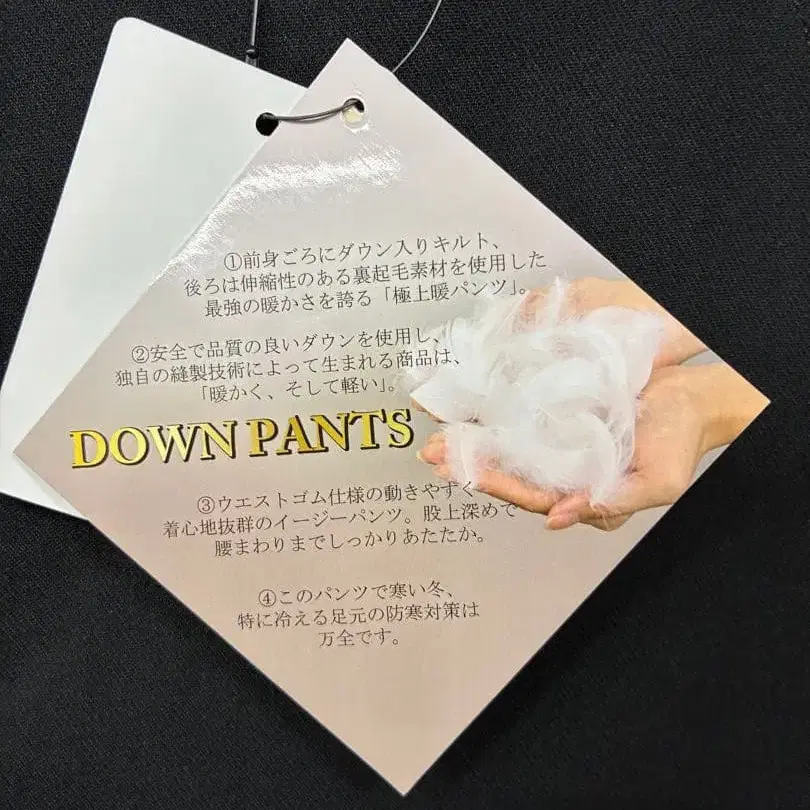 ①前身ごろにダウン入りキルト、
後ろは伸縮性のある裏起毛素材を使用した
最強の暖かさを誇る「極上暖パンツ」。
②安全で品質の良いダウンを使用し、
独自の縫製技術によって生まれる商品は、
「暖かく、そして軽い」。
DOWN PANTS
③ウエストゴム仕様の動きやすく
着心地抜群のイージーパンツ。股上深めで
腰まわりまでしっかりあたたか。
④このパンツで寒い冬、
特に冷える足元の防寒対策は
万全です。